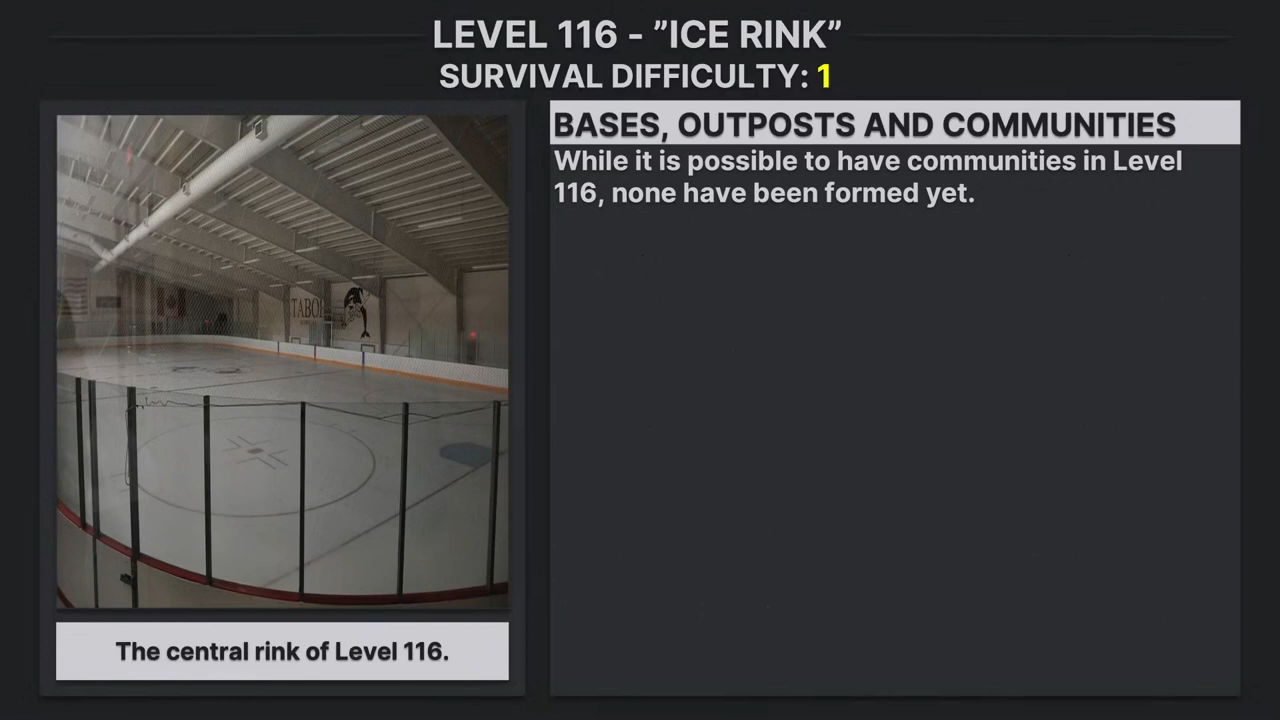 LEVEL 116 - ”ICE RINK”
SURVIVAL DIFFICULTY: 1
BASES, OUTPOSTS AND COMMUNITIES
While it is possible to have communities in Level
116, none have been formed yet.
TABO
The central rink of Level 116.